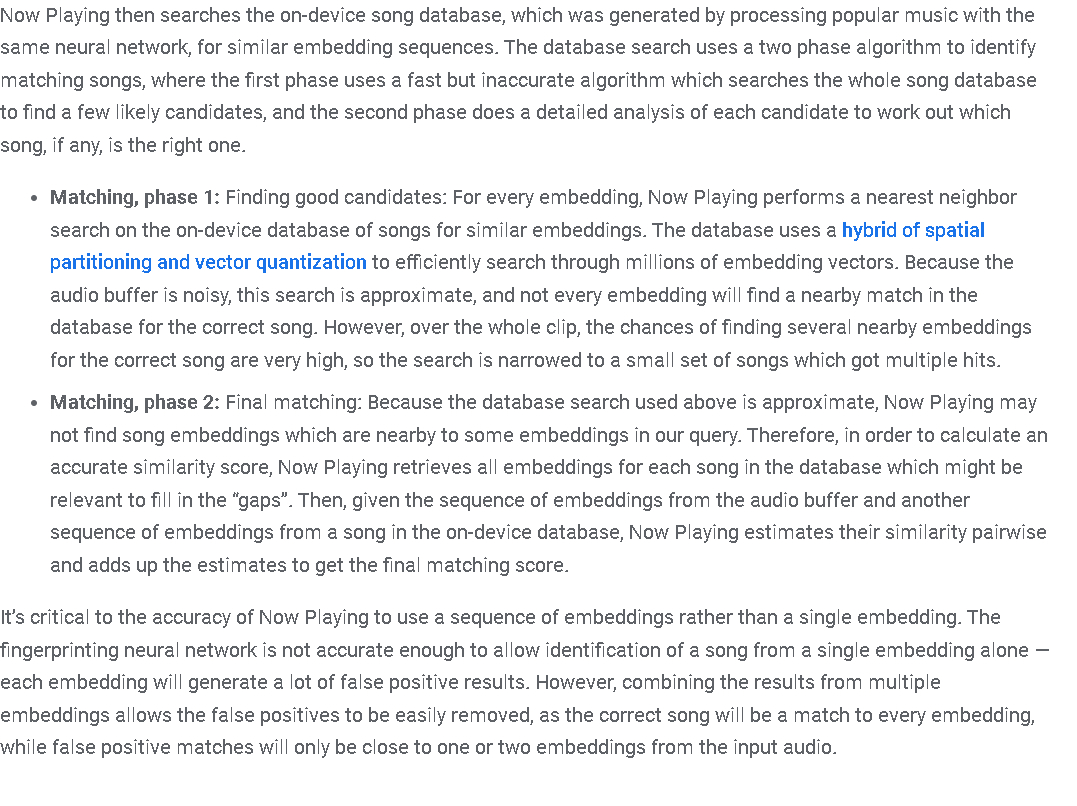 Now Playing then searches the on-device song database, which was generated by processing popular music with the
same neural network, for similar embedding sequences. The database search uses a two phase algorithm to identify
matching songs, where the first phase uses a fast but inaccurate algorithm which searches the whole song database
to find a few likely candidates, and the second phase does a detailed analysis of each candidate to work out which
song, if any, is the right one.
• Matching, phase 1: Finding good candidates: For every embedding, Now Playing performs a nearest neighbor
search on the on-device database of songs for similar embeddings. The database uses a hybrid of spatial
partitioning and vector quantization to efficiently search through millions of embedding vectors. Because the
audio buffer is noisy, this search is approximate, and not every embedding will find a nearby match in the
database for the correct song. However, over the whole clip, the chances of finding several nearby embeddings
for the correct song are very high, so the search is narrowed to a small set of songs which got multiple hits.
• Matching, phase 2: Final matching: Because the database search used above is approximate, Now Playing may
not find song embeddings which are nearby to some embeddings in our query. Therefore, in order to calculate an
accurate similarity score, Now Playing retrieves all embeddings for each song in the database which might be
relevant to fill in the “gaps”. Then, given the sequence of embeddings from the audio buffer and another
sequence of embeddings from a song in the on-device database, Now Playing estimates their similarity pairwise
and adds up the estimates to get the final matching score.
It’s critical to the accuracy of Now Playing to use a sequence of embeddings rather than a single embedding. The
fingerprinting neural network is not accurate enough to allow identification of a song from a single embedding alone —
each embedding will generate a lot of false positive results. However, combining the results from multiple
embeddings allows the false positives to be easily removed, as the correct song will be a match to every embedding,
while false positive matches will only be close to one or two embeddings from the input audio.